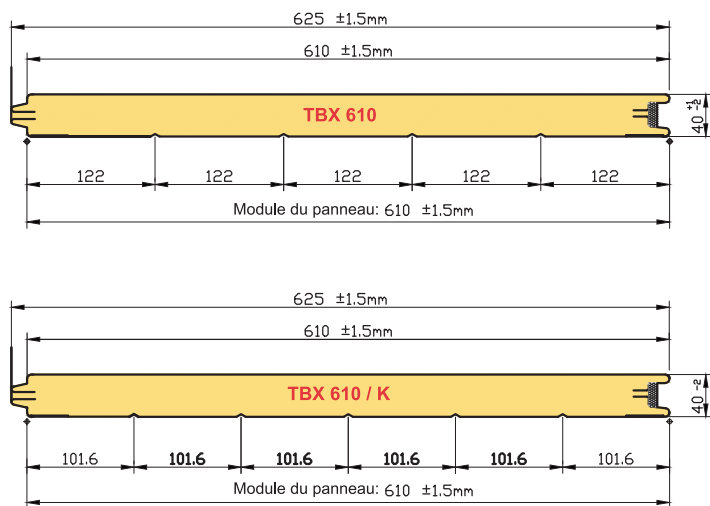 625 ±1.5mm
610 ±1.5mm
TBX 610
40 +1 -2
122 122 122 122 122
Module du panneau: 610 ±1.5mm
625 ±1.5mm
610 ±1.5mm
TBX 610 / K
40 -2
101.6 101.6 101.6 101.6 101.6 101.6
Module du panneau: 610 ±1.5mm